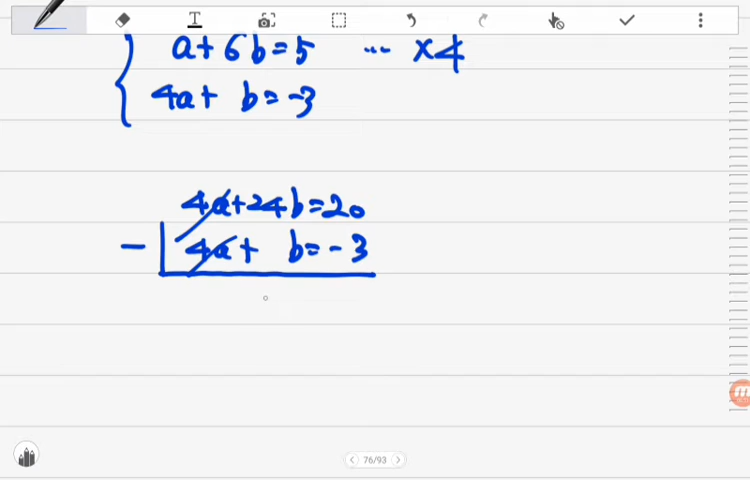 T
a+6b=5 ... ×4
4a+ b=-3
4a+24b=20
- 4a+ b=-3
76/93